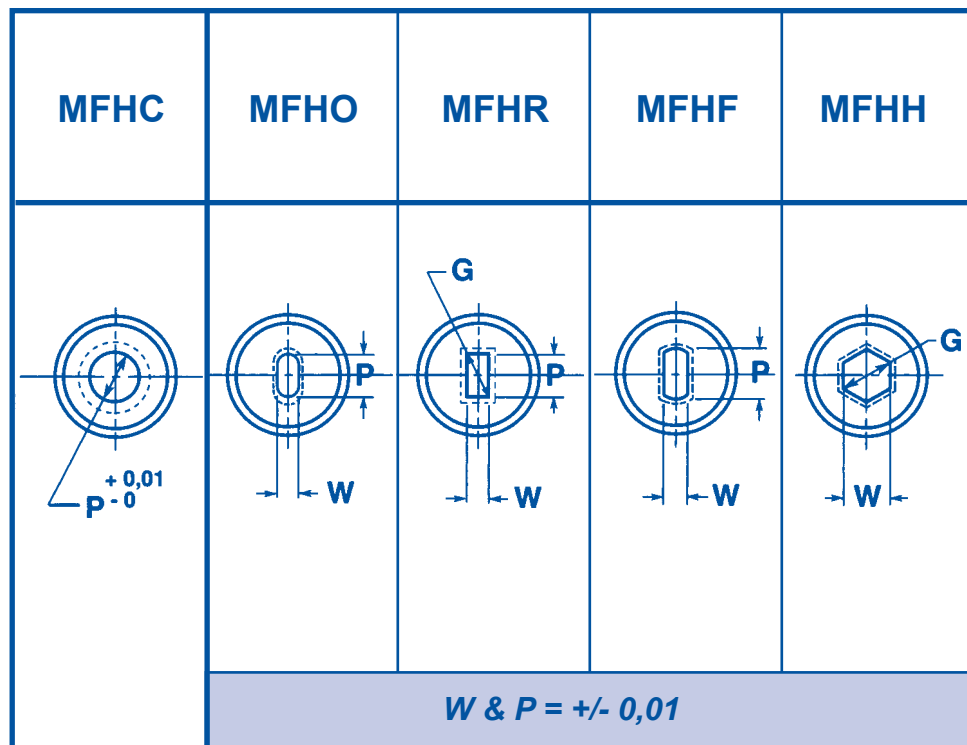 MFHC MFHO MFHR MFHF MFHH
P + 0,01 - 0
P
W
G
P
W
P
W
G
W
W & P = +/- 0,01